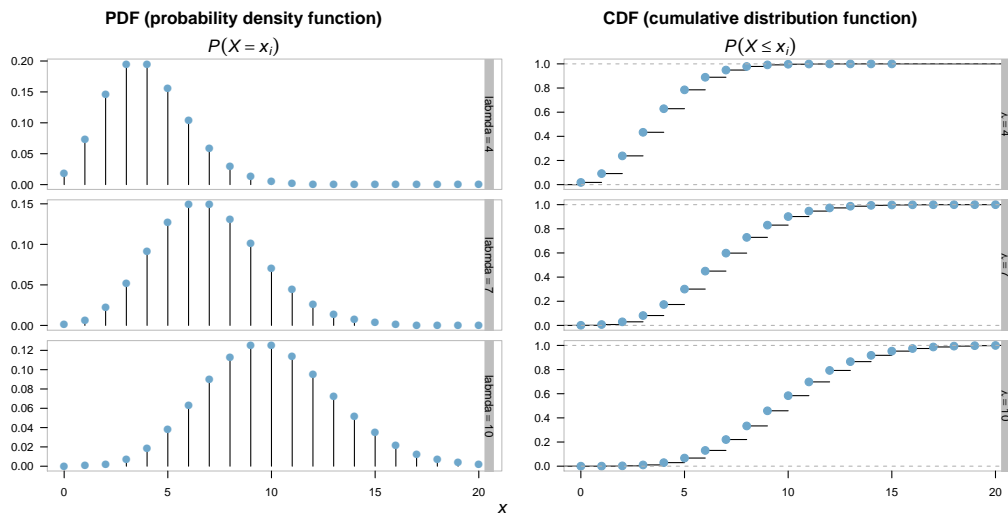 PDF (probability density function)
P(X = xᵢ)
0.20
0.15
0.10
0.05
0.00
labmda = 4
0.15
0.10
0.05
0.00
labmda = 7
0.12
0.10
0.08
0.06
0.04
0.02
0.00
labmda = 10
0 5 10 15 20
CDF (cumulative distribution function)
P(X ≤ xᵢ)
1.0
0.8
0.6
0.4
0.2
0.0
λ = 4
1.0
0.8
0.6
0.4
0.2
0.0
λ = 7
1.0
0.8
0.6
0.4
0.2
0.0
λ = 10
0 5 10 15 20
x